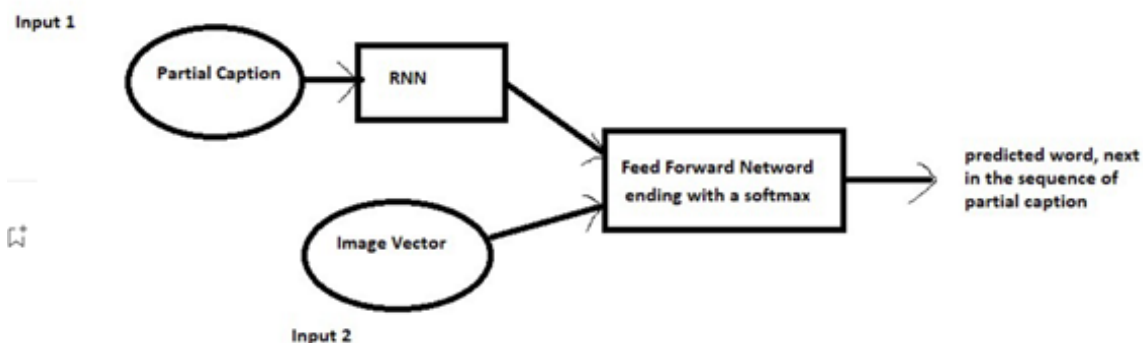 Input 1
Partial Caption
RNN
Feed Forward Netword
ending with a softmax
predicted word, next
in the sequence of
partial caption
Image Vector
Input 2